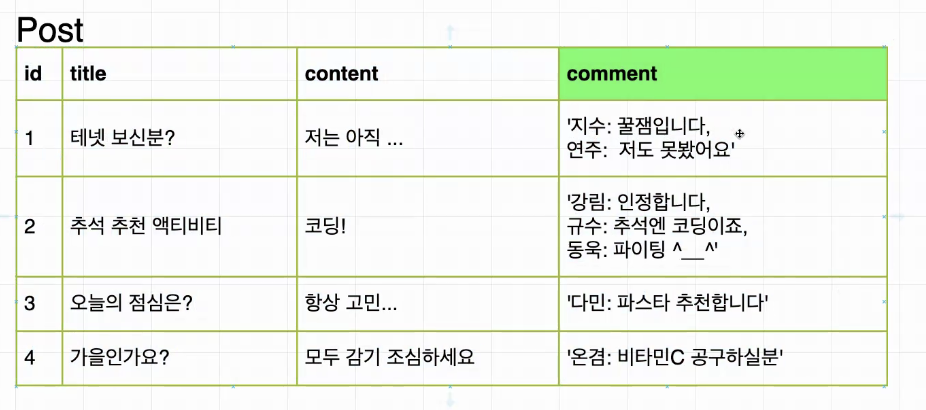 Post
id title content comment
1 테넷 보신분? 저는 아직 ... '지수: 꿀잼입니다,
연주:  저도 못봤어요'
2 추석 추천 액티비티 코딩! '강림: 인정합니다,
규수: 추석엔 코딩이죠,
동욱: 파이팅 ^__^'
3 오늘의 점심은? 항상 고민... '다민: 파스타 추천합니다'
4 가을인가요? 모두 감기 조심하세요 '온겸: 비타민C 공구하실분'